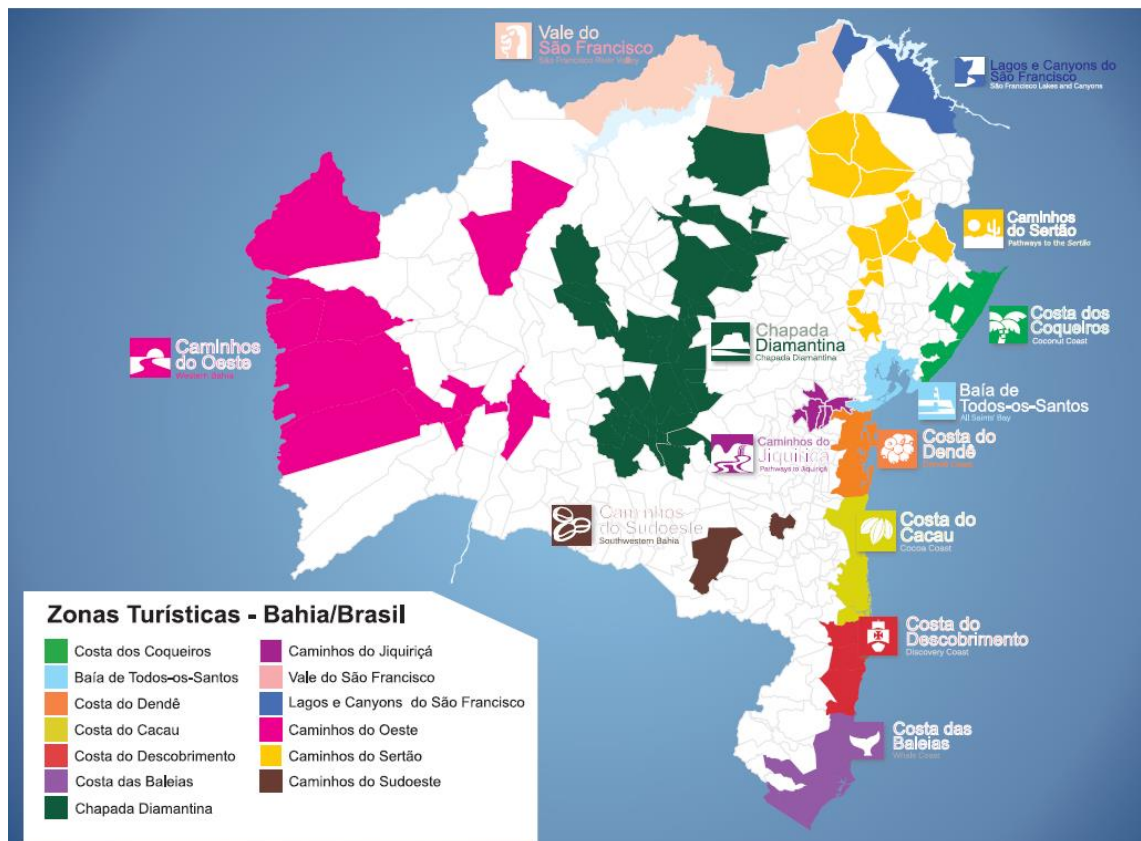 Vale do
São Francisco
São Francisco River Valley
Lagos e Canyons do
São Francisco
São Francisco Lakes and Canyons
Caminhos
do Sertão
Pathways to the Sertão
Costa dos
Coqueiros
Coconut Coast
Caminhos
do Oeste
Western Bahia
Chapada
Diamantina
Chapada Diamantina
Baía de
Todos-os-Santos
All Saints' Bay
Caminhos do
Jiquiriçá
Pathways to Jiquiriçá
Costa do
Dendê
Caminhos
do Sudoeste
Southwestern Bahia
Costa do
Cacau
Cocoa Coast
Costa do
Descobrimento
Discovery Coast
Costa das
Baleias
Whale Coast
Zonas Turísticas - Bahia/Brasil
Costa dos Coqueiros
Baía de Todos-os-Santos
Costa do Dendê
Costa do Cacau
Costa do Descobrimento
Costa das Baleias
Chapada Diamantina
Caminhos do Jiquiriçá
Vale do São Francisco
Lagos e Canyons do São Francisco
Caminhos do Oeste
Caminhos do Sertão
Caminhos do Sudoeste